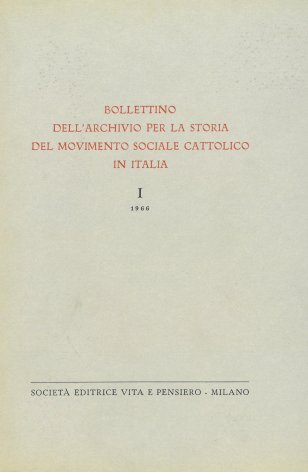 BOLLETTINO
DELL'ARCHIVIO PER LA STORIA
DEL MOVIMENTO SOCIALE CATTOLICO
IN ITALIA
I
1966
SOCIETÀ EDITRICE VITA E PENSIERO - MILANO